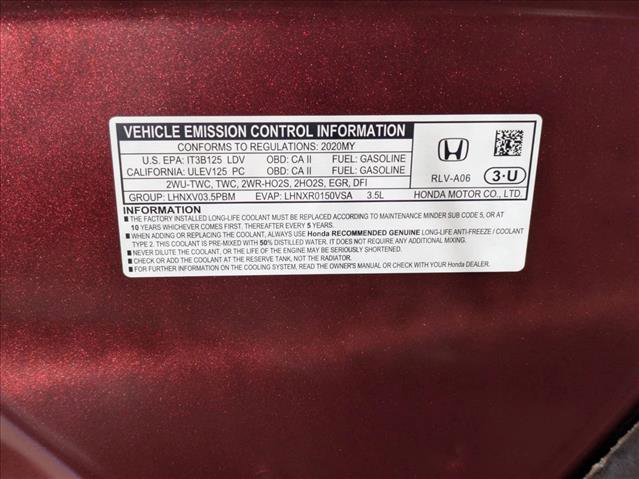 VEHICLE EMISSION CONTROL INFORMATION
CONFORMS TO REGULATIONS: 2020MY
U.S. EPA: IT3B125 LDV OBD: CA II FUEL: GASOLINE
CALIFORNIA: ULEV125 PC OBD: CA II FUEL: GASOLINE
2WU-TWC, TWC, 2WR-HO2S, 2HO2S, EGR, DFI
GROUP: LHNXV03.5PBM EVAP: LHNXR0150VSA 3.5L
RLV-A06 3-U
HONDA MOTOR CO., LTD.
INFORMATION
■ THE FACTORY INSTALLED LONG-LIFE COOLANT MUST BE REPLACED ACCORDING TO MAINTENANCE MINDER SUB CODE 5, OR AT
10 YEARS WHICHEVER COMES FIRST. THEREAFTER EVERY 5 YEARS.
■ WHEN REPLACING COOLANT, ALWAYS USE Honda RECOMMENDED GENUINE LONG-LIFE ANTI-FREEZE / COOLANT
TYPE 2. THIS COOLANT IS PRE-MIXED WITH 50% DISTILLED WATER. IT DOES NOT REQUIRE ADDITIONAL MIXING.
■ NEVER DILUTE THE COOLANT, OR LIFE OF THE ENGINE MAY BE SERIOUSLY SHORTENED.
■ CHECK OR ADD THE COOLANT AT THE RESERVE TANK, NOT THE RADIATOR.
■ FOR FURTHER INFORMATION ON THE COOLING SYSTEM, READ THE OWNER'S MANUAL OR CHECK WITH YOUR Honda DEALER.